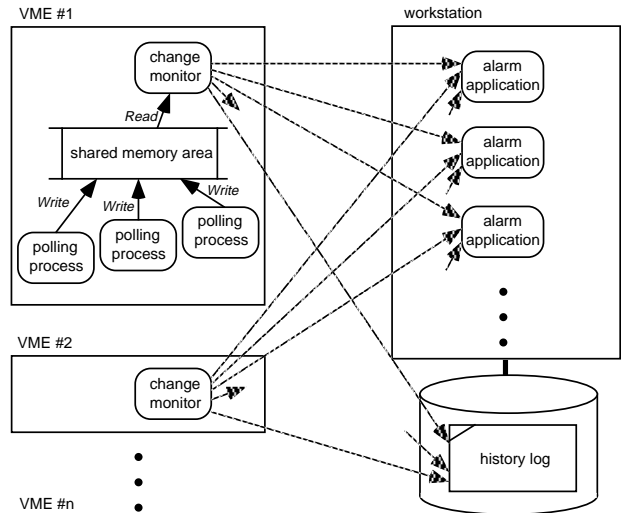 VME #1
workstation
change
monitor
alarm
application
Read
shared memory area
alarm
application
Write
Write
Write
polling
process
polling
process
polling
process
alarm
application
VME #2
change
monitor
history log
VME #n